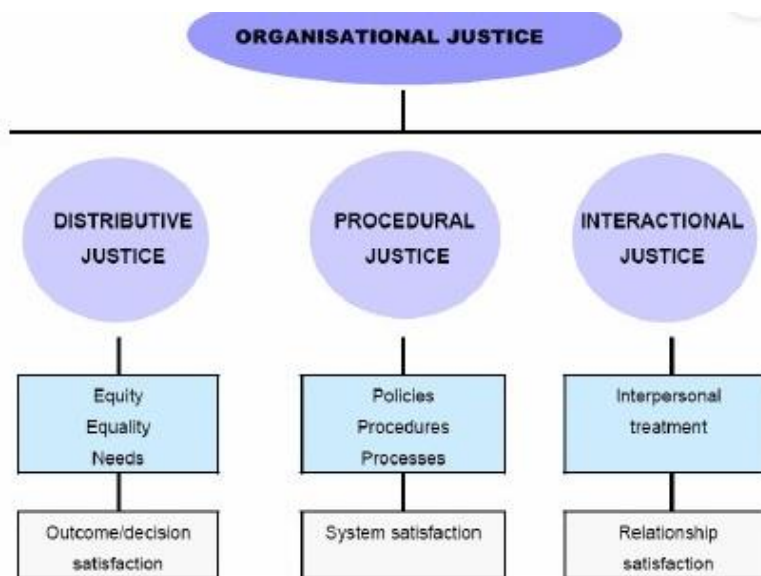 ORGANISATIONAL JUSTICE
DISTRIBUTIVE
JUSTICE
PROCEDURAL
JUSTICE
INTERACTIONAL
JUSTICE
Equity
Equality
Needs
Policies
Procedures
Processes
Interpersonal
treatment
Outcome/decision
satisfaction
System satisfaction
Relationship
satisfaction